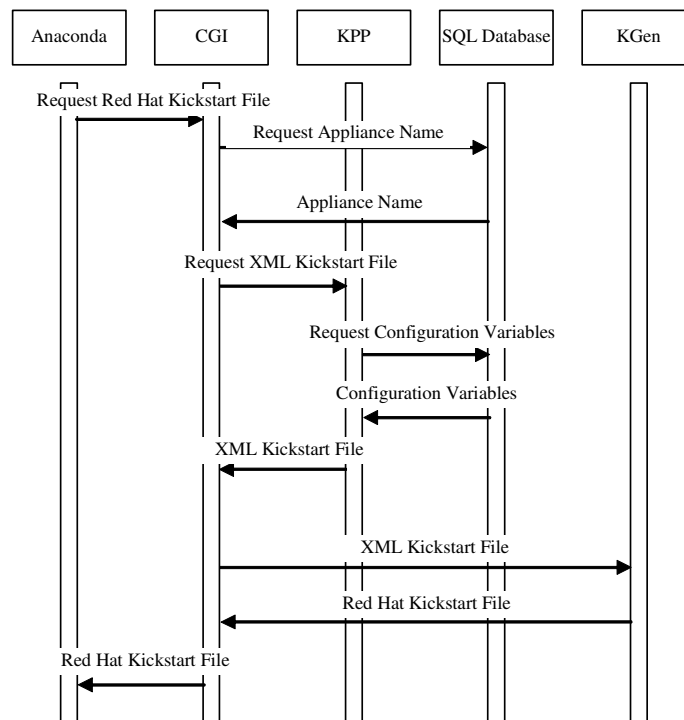 Anaconda
CGI
KPP
SQL Database
KGen
Request Red Hat Kickstart File
Request Appliance Name
Appliance Name
Request XML Kickstart File
Request Configuration Variables
Configuration Variables
XML Kickstart File
XML Kickstart File
Red Hat Kickstart File
Red Hat Kickstart File